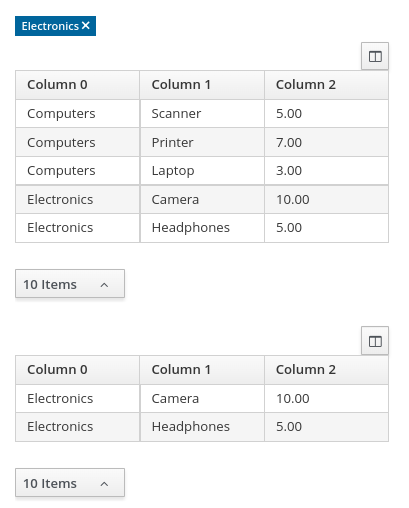 Electronics ✕
Column 0 Column 1 Column 2
Computers Scanner 5.00
Computers Printer 7.00
Computers Laptop 3.00
Electronics Camera 10.00
Electronics Headphones 5.00
10 Items
Column 0 Column 1 Column 2
Electronics Camera 10.00
Electronics Headphones 5.00
10 Items